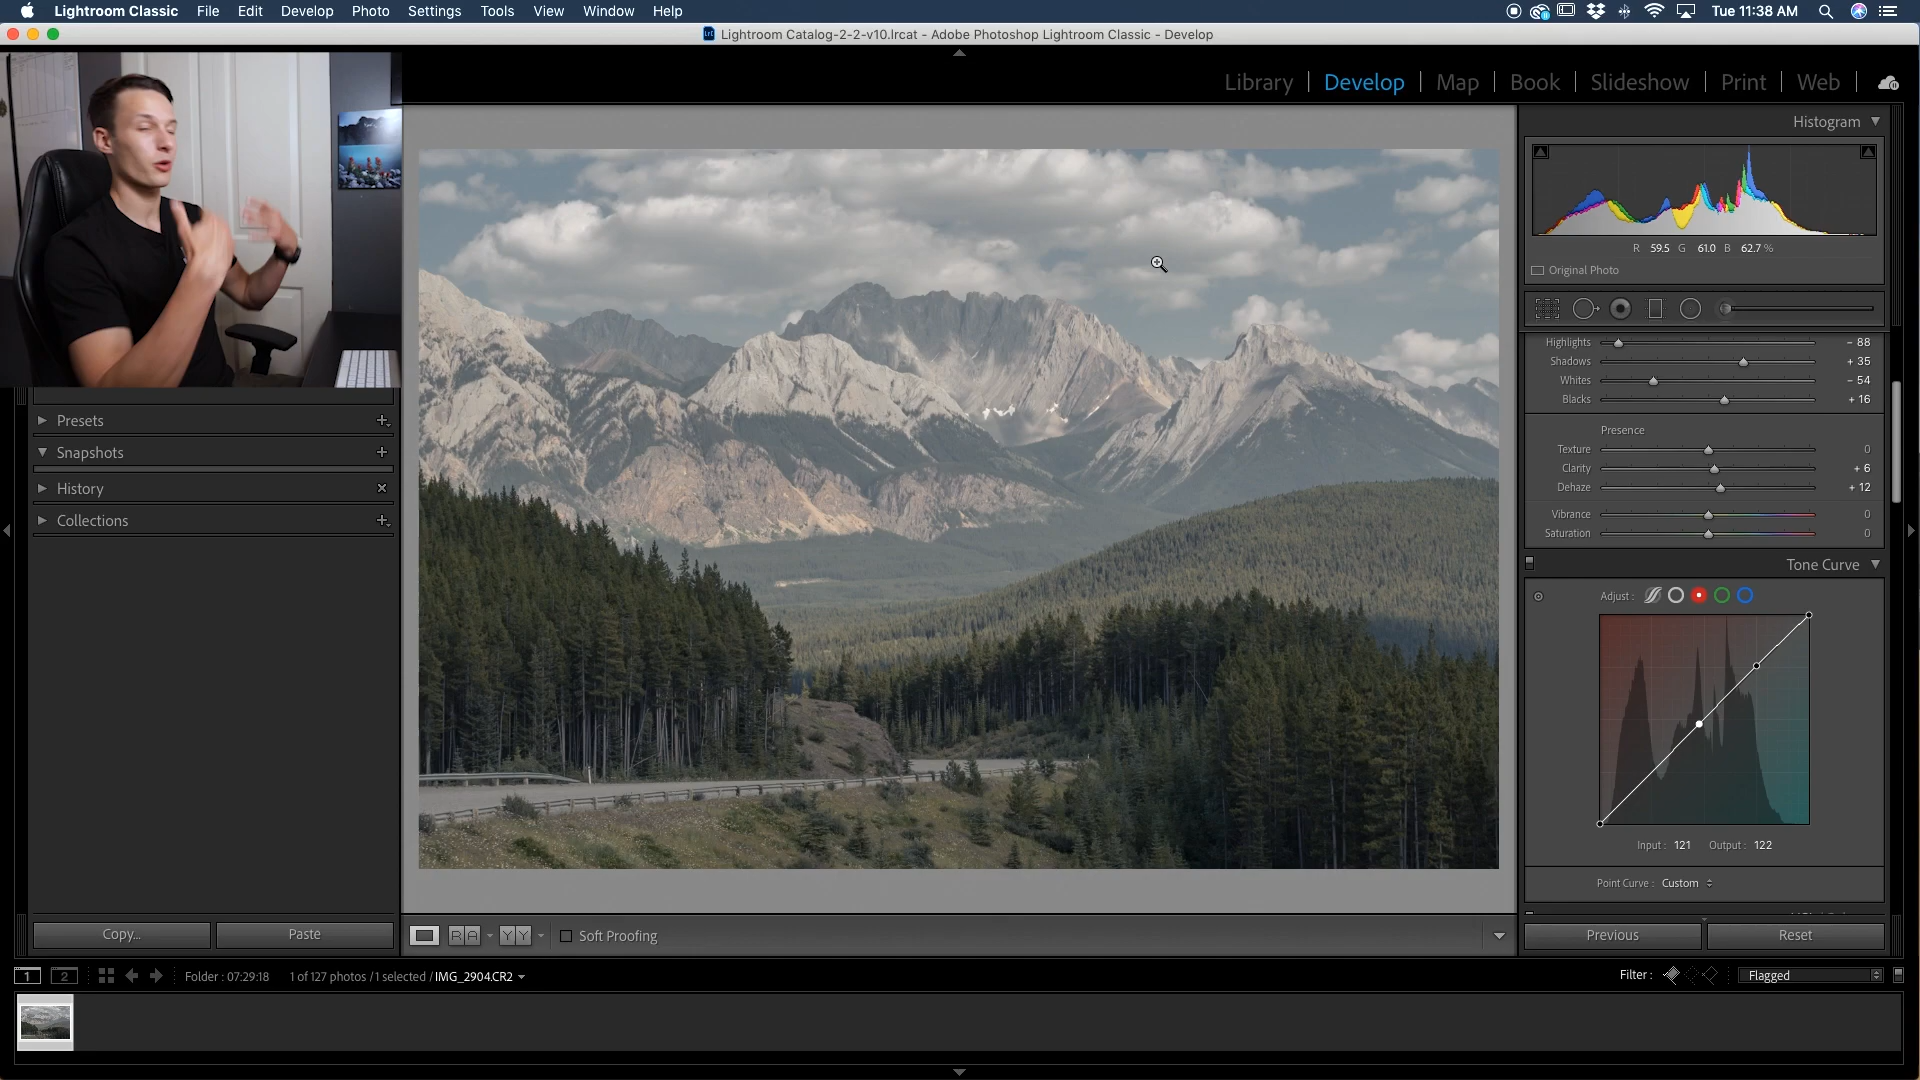 Lightroom Classic File Edit Develop Photo Settings Tools View Window Help Tue 11:38 AM
Lightroom Catalog-2-2-v10.lrcat - Adobe Photoshop Lightroom Classic - Develop
Library | Develop | Map | Book | Slideshow | Print | Web |
Histogram
R 59.5 G 61.0 B 62.7 %
Original Photo
Highlights - 88
Shadows + 35
Whites - 54
Blacks + 16
Presence
Texture 0
Clarity + 6
Dehaze + 12
Vibrance 0
Saturation 0
Tone Curve
Adjust :
Input : 121 Output : 122
Point Curve : Custom
Previous Reset
Presets
Snapshots
History
Collections
Copy... Paste
R A Y Y Soft Proofing
1 2 Folder : 07:29:18 1 of 127 photos / 1 selected / IMG_2904.CR2
Filter : Flagged